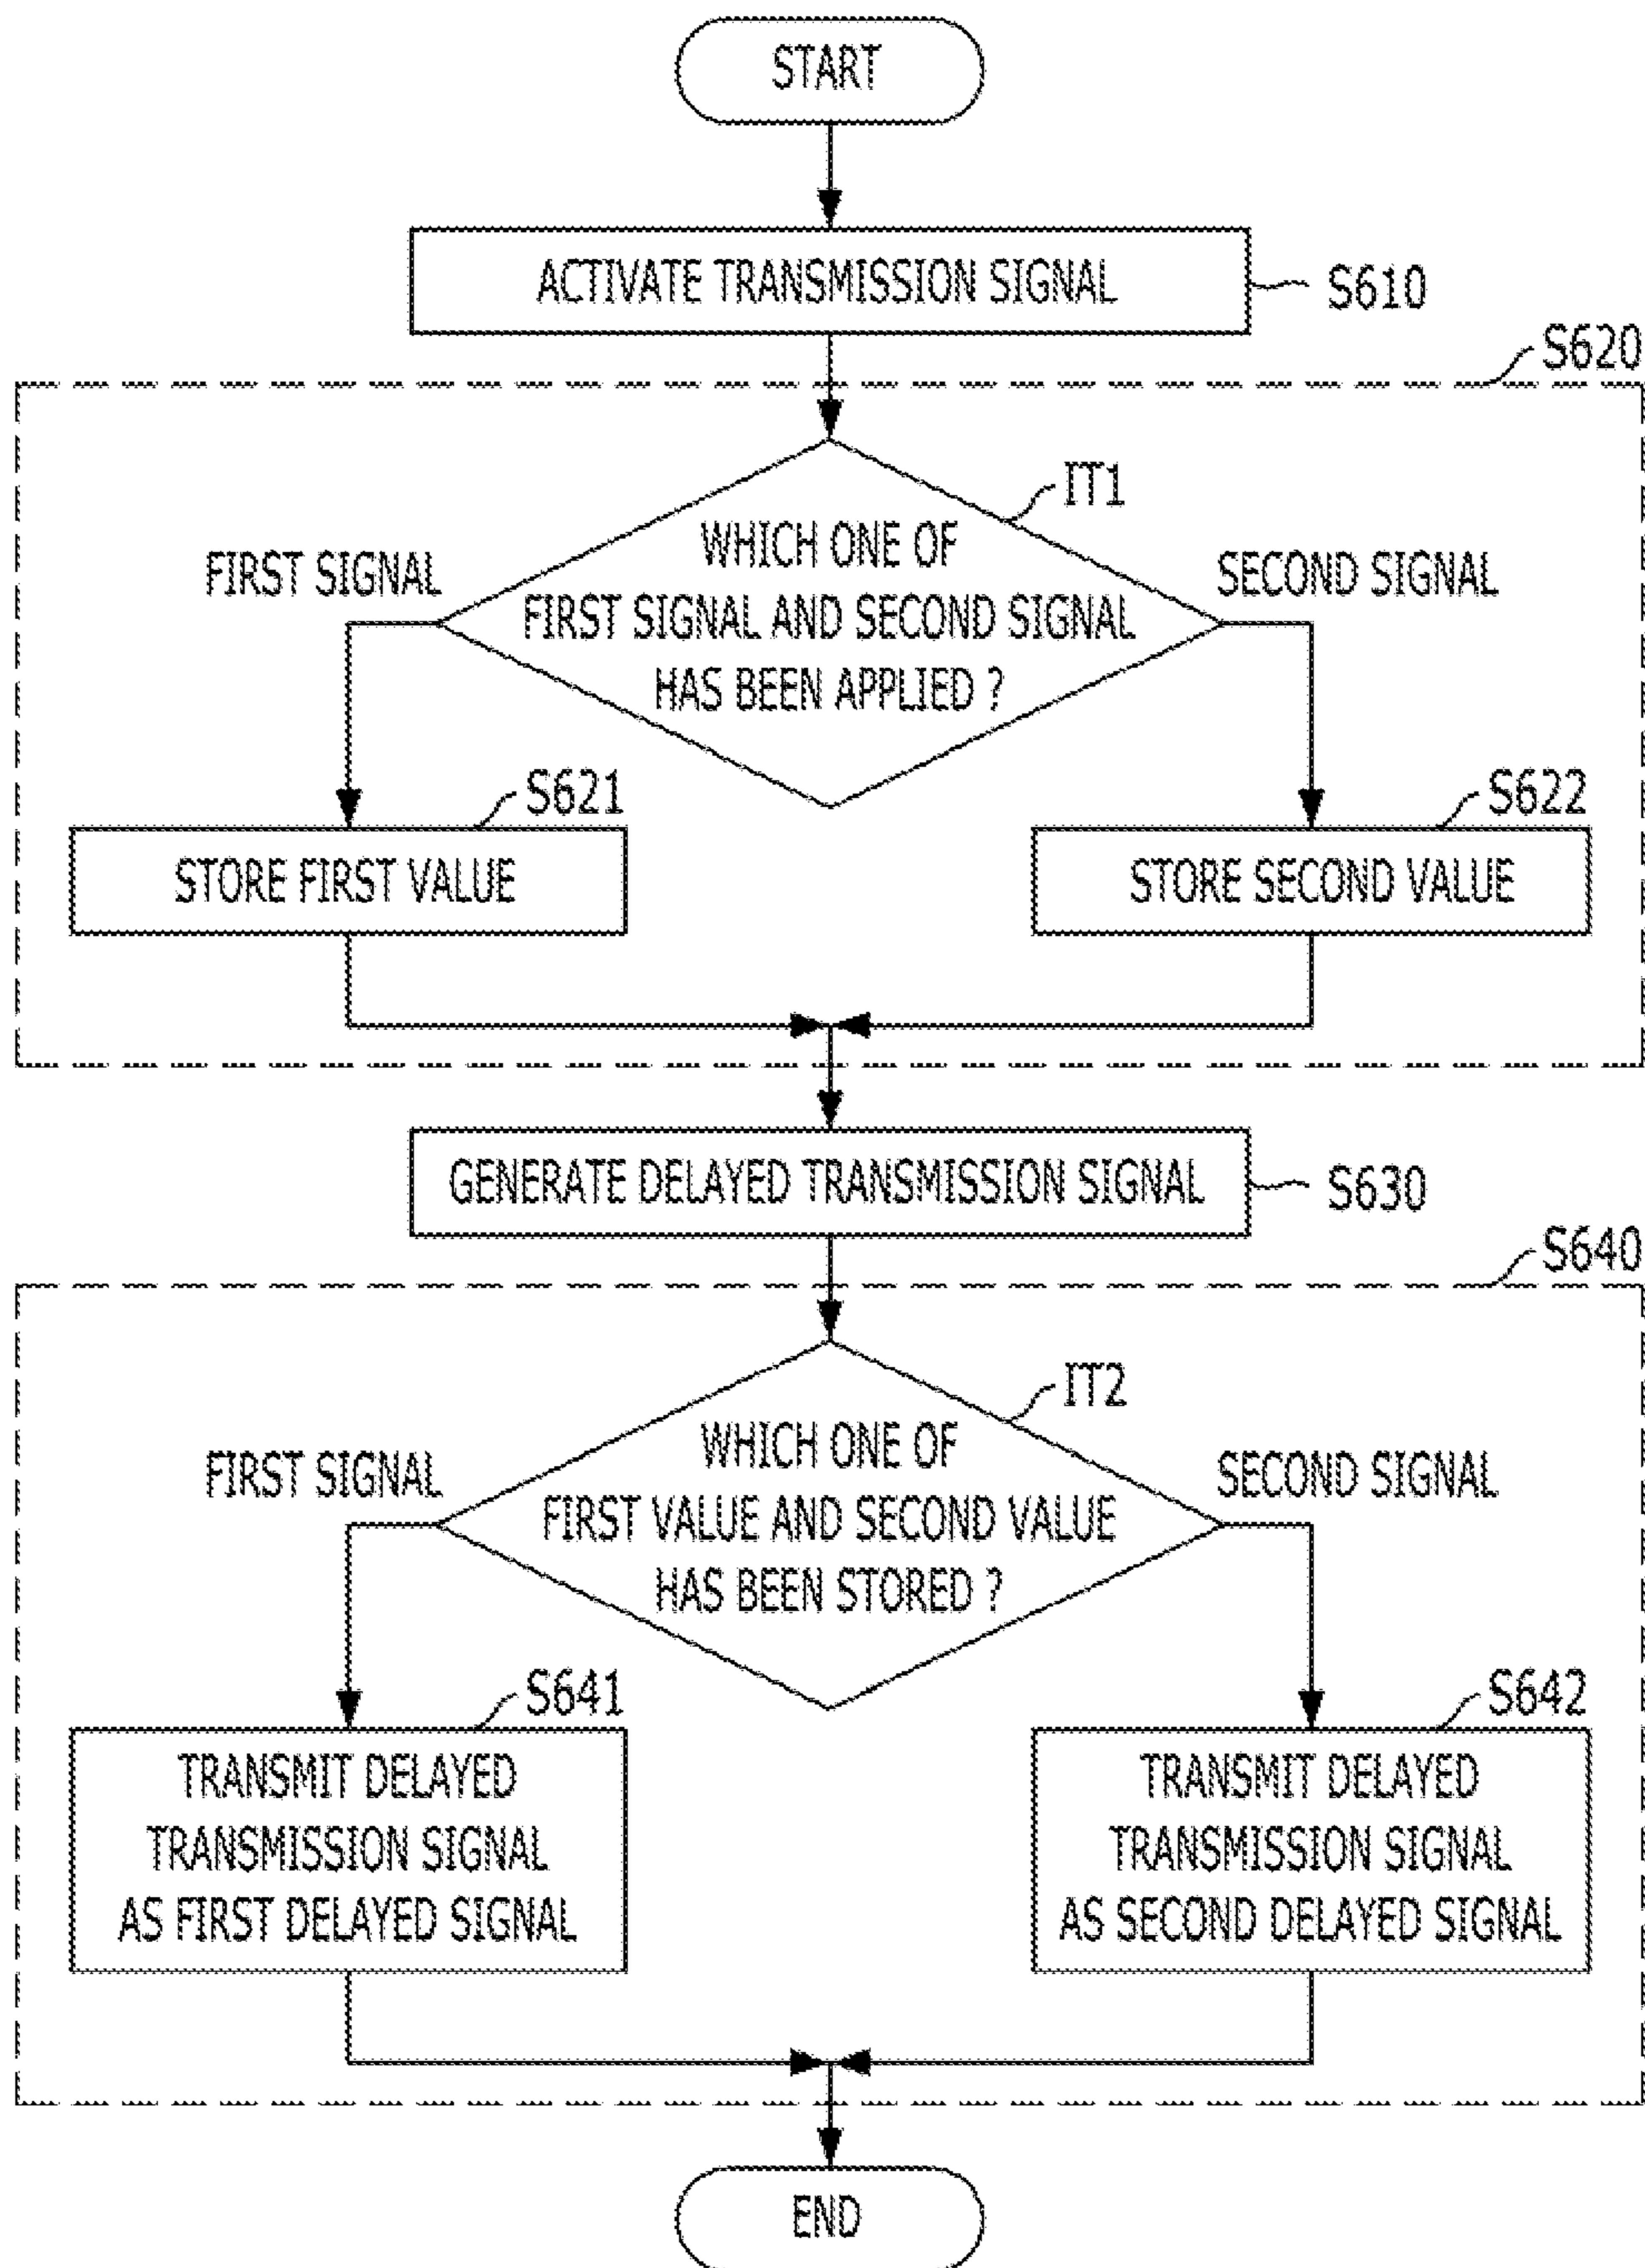 START
ACTIVATE TRANSMISSION SIGNAL
S610
S620
IT1
WHICH ONE OF
FIRST SIGNAL AND SECOND SIGNAL
HAS BEEN APPLIED ?
FIRST SIGNAL
SECOND SIGNAL
S621
STORE FIRST VALUE
S622
STORE SECOND VALUE
GENERATE DELAYED TRANSMISSION SIGNAL
S630
S640
IT2
WHICH ONE OF
FIRST VALUE AND SECOND VALUE
HAS BEEN STORED ?
FIRST SIGNAL
SECOND SIGNAL
S641
TRANSMIT DELAYED
TRANSMISSION SIGNAL
AS FIRST DELAYED SIGNAL
S642
TRANSMIT DELAYED
TRANSMISSION SIGNAL
AS SECOND DELAYED SIGNAL
END